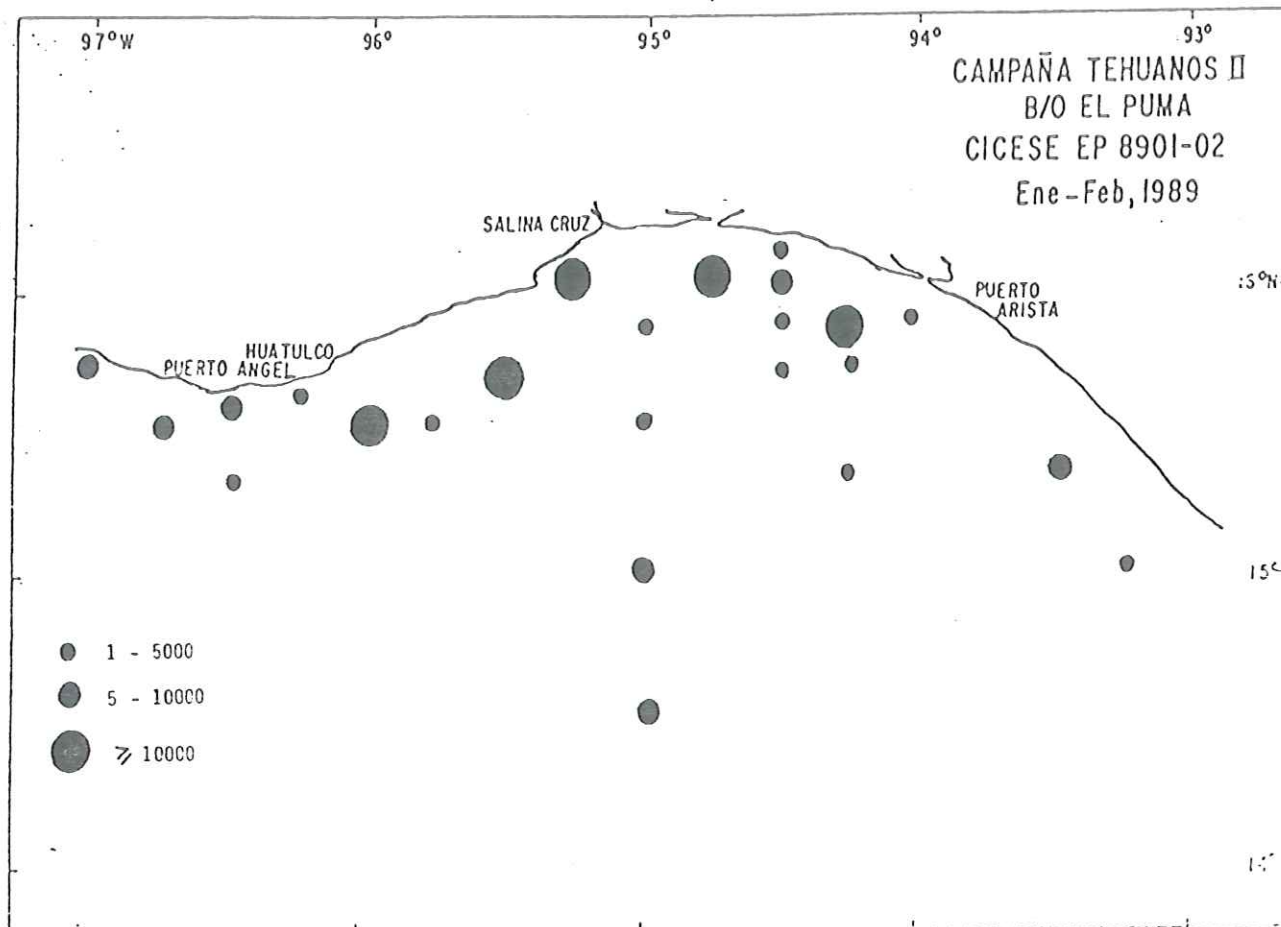 97°W 96° 95° 94° 93°
CAMPAÑA TEHUANOS II
B/O EL PUMA
CICESE EP 8901-02
Ene-Feb, 1989
SALINA CRUZ
PUERTO
ARISTA
HUATULCO
PUERTO ANGEL
1 - 5000
5 - 10000
⩾ 10000